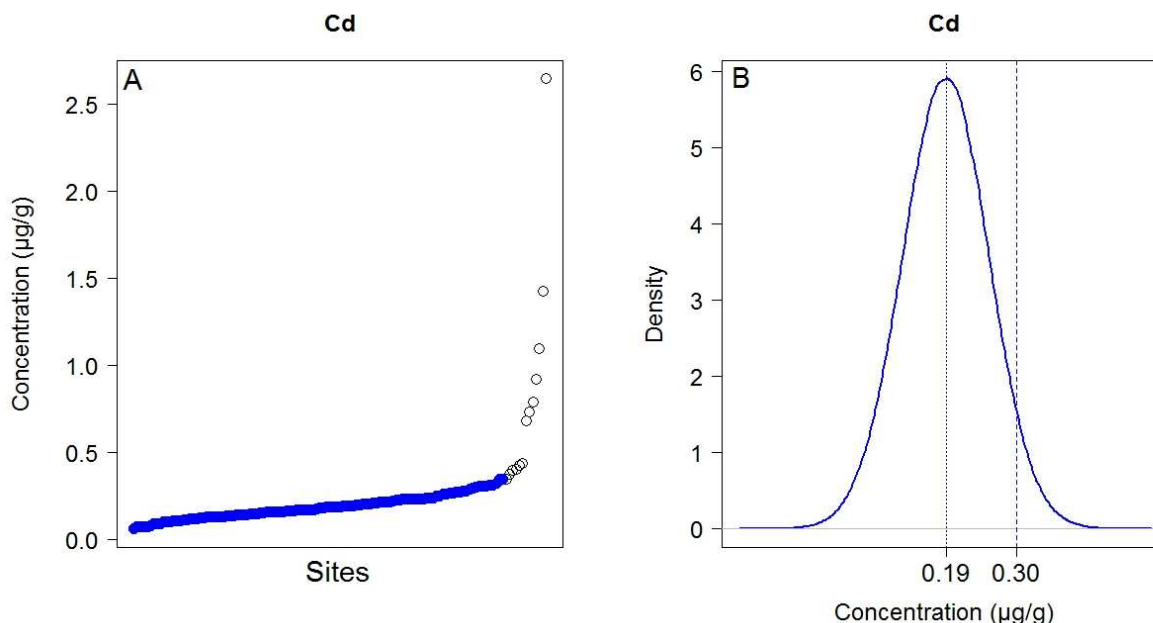 Cd
A
2.5
2.0
1.5
1.0
0.5
0.0
Concentration (µg/g)
Sites
Cd
B
6
5
4
3
2
1
0
Density
0.19 0.30
Concentration (µg/g)